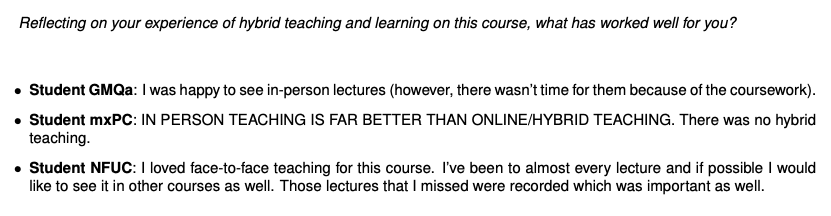 Reflecting on your experience of hybrid teaching and learning on this course, what has worked well for you?
• Student GMQa: I was happy to see in-person lectures (however, there wasn't time for them because of the coursework).
• Student mxPC: IN PERSON TEACHING IS FAR BETTER THAN ONLINE/HYBRID TEACHING. There was no hybrid
teaching.
• Student NFUC: I loved face-to-face teaching for this course. I've been to almost every lecture and if possible I would
like to see it in other courses as well. Those lectures that I missed were recorded which was important as well.